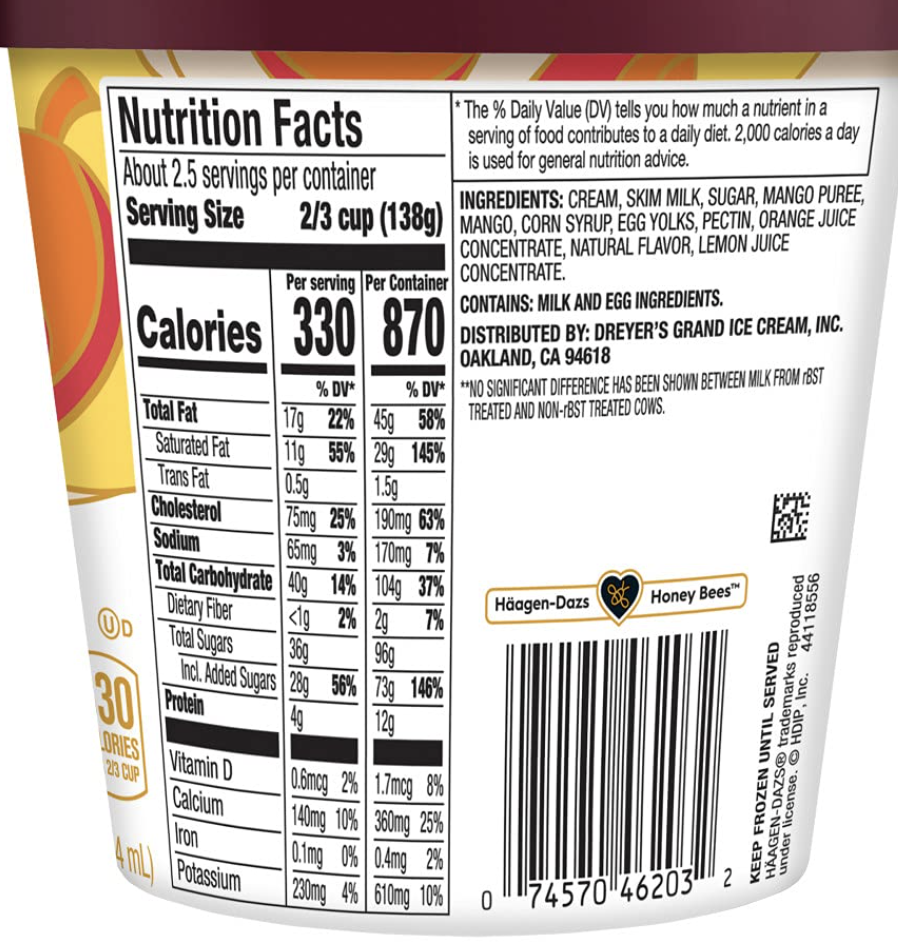 Nutrition Facts
About 2.5 servings per container
Serving Size 2/3 cup (138g)
Per serving Per Container
Calories 330 870
% DV* % DV*
Total Fat 17g 22% 45g 58%
Saturated Fat 11g 55% 29g 145%
Trans Fat 0.5g 1.5g
Cholesterol 75mg 25% 190mg 63%
Sodium 65mg 3% 170mg 7%
Total Carbohydrate 40g 14% 104g 37%
Dietary Fiber <1g 2% 2g 7%
Total Sugars 36g 96g
Incl. Added Sugars 28g 56% 73g 146%
Protein 4g 12g
Vitamin D 0.6mcg 2% 1.7mcg 8%
Calcium 140mg 10% 360mg 25%
Iron 0.1mg 0% 0.4mg 2%
Potassium 230mg 4% 610mg 10%
* The % Daily Value (DV) tells you how much a nutrient in a
serving of food contributes to a daily diet. 2,000 calories a day
is used for general nutrition advice.
INGREDIENTS: CREAM, SKIM MILK, SUGAR, MANGO PUREE,
MANGO, CORN SYRUP, EGG YOLKS, PECTIN, ORANGE JUICE
CONCENTRATE, NATURAL FLAVOR, LEMON JUICE
CONCENTRATE.
CONTAINS: MILK AND EGG INGREDIENTS.
DISTRIBUTED BY: DREYER'S GRAND ICE CREAM, INC.
OAKLAND, CA 94618
**NO SIGNIFICANT DIFFERENCE HAS BEEN SHOWN BETWEEN MILK FROM rBST
TREATED AND NON-rBST TREATED COWS.
Häagen-Dazs Honey Bees™
0 74570 46203 2
KEEP FROZEN UNTIL SERVED
HÄAGEN-DAZS® trademarks reproduced
under license. © HDIP, Inc. 44118556
U D
30
LORIES
2/3 CUP
4 mL)